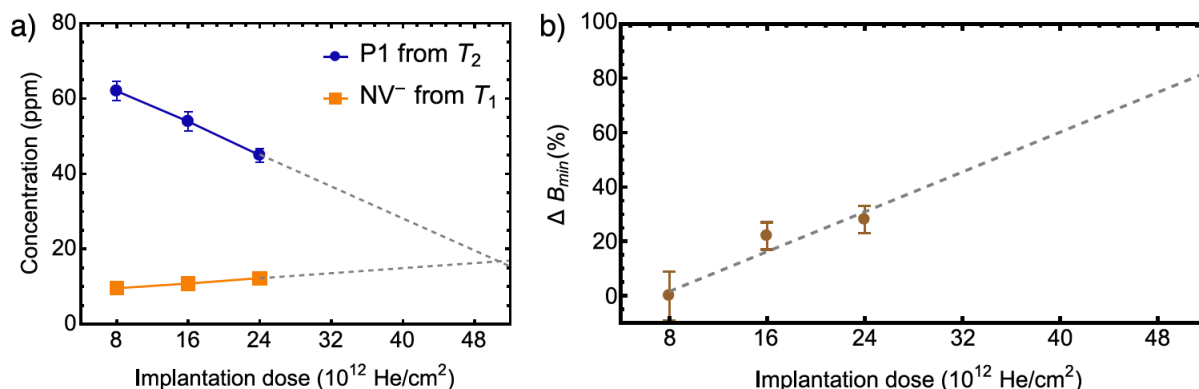 a)
Concentration (ppm)
80
60
40
20
0
P1 from T₂
NV⁻ from T₁
8 16 24 32 40 48
Implantation dose (10¹² He/cm²)
b)
Δ Bₘᵢₙ(%)
100
80
60
40
20
0
8 16 24 32 40 48
Implantation dose (10¹² He/cm²)